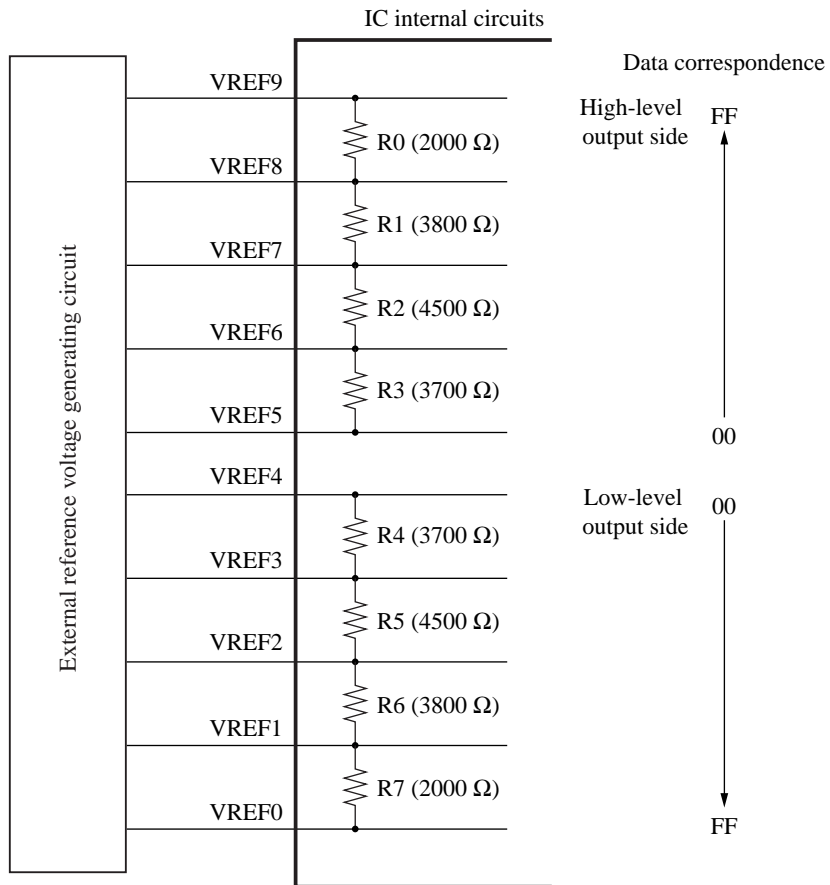 IC internal circuits
Data correspondence
External reference voltage generating circuit
VREF9
High-level
output side
FF
R0 (2000 Ω)
VREF8
R1 (3800 Ω)
VREF7
R2 (4500 Ω)
VREF6
R3 (3700 Ω)
VREF5
00
VREF4
Low-level
output side
00
R4 (3700 Ω)
VREF3
R5 (4500 Ω)
VREF2
R6 (3800 Ω)
VREF1
R7 (2000 Ω)
VREF0
FF